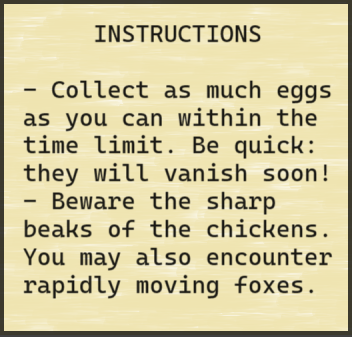 INSTRUCTIONS
- Collect as much eggs
as you can within the
time limit. Be quick:
they will vanish soon!
- Beware the sharp
beaks of the chickens.
You may also encounter
rapidly moving foxes.